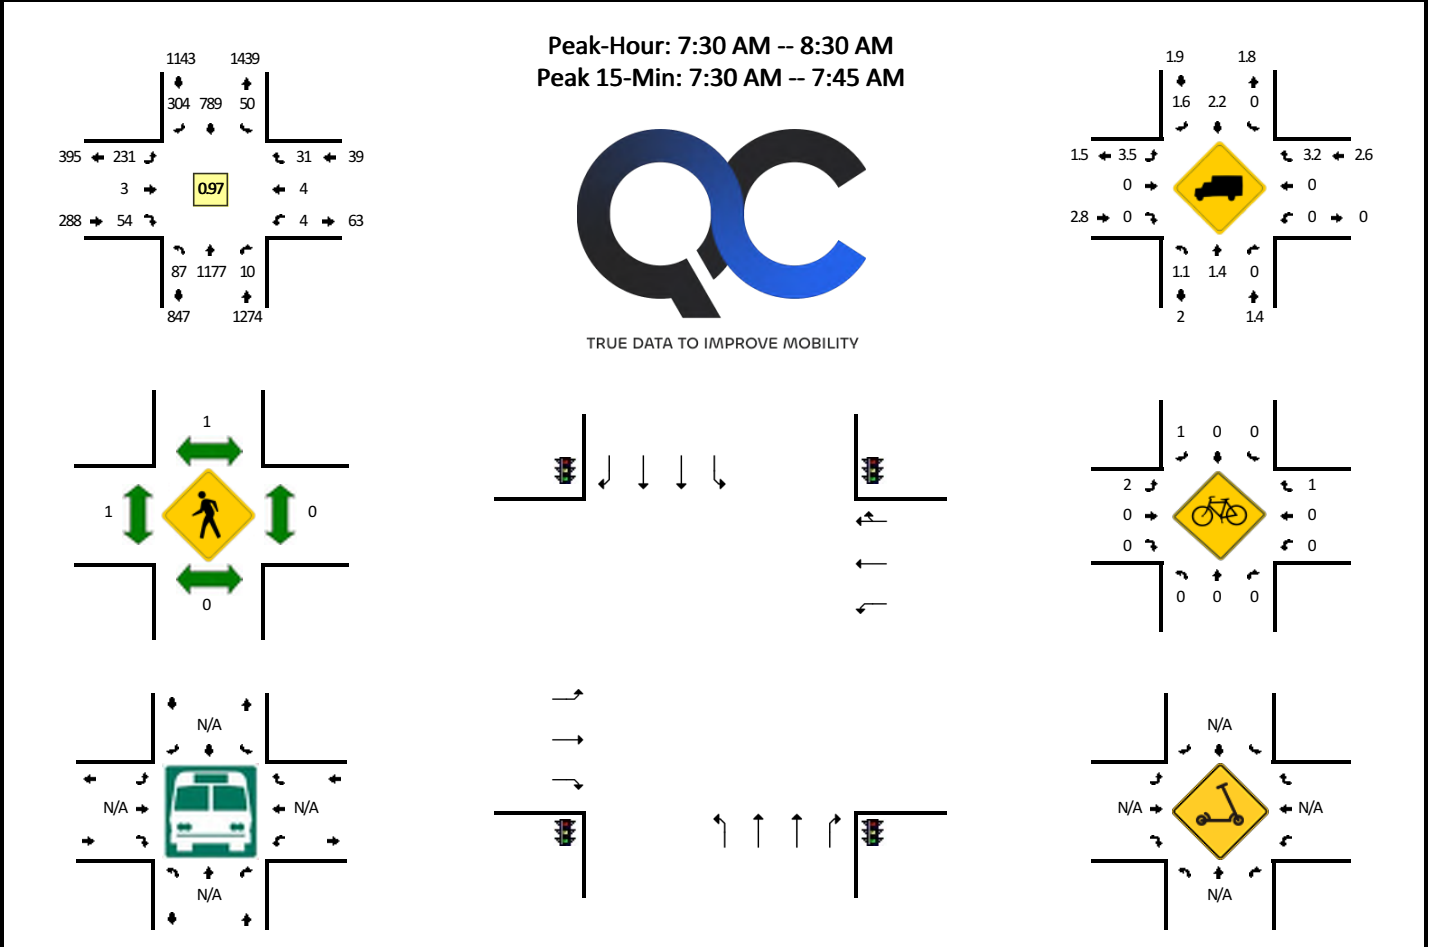 Peak-Hour: 7:30 AM -- 8:30 AM
Peak 15-Min: 7:30 AM -- 7:45 AM
1143 1439
304 789 50
395 231 31 39
3 0.97 4
288 54 4 63
87 1177 10
847 1274
QC
TRUE DATA TO IMPROVE MOBILITY
1.9 1.8
1.6 2.2 0
1.5 3.5 3.2 2.6
0 0
2.8 0 0 0
1.1 1.4 0
2 1.4
1
1 0
0
1 0 0
2 1
0 0
0 0
0 0 0
N/A
N/A N/A
N/A
N/A
N/A N/A
N/A